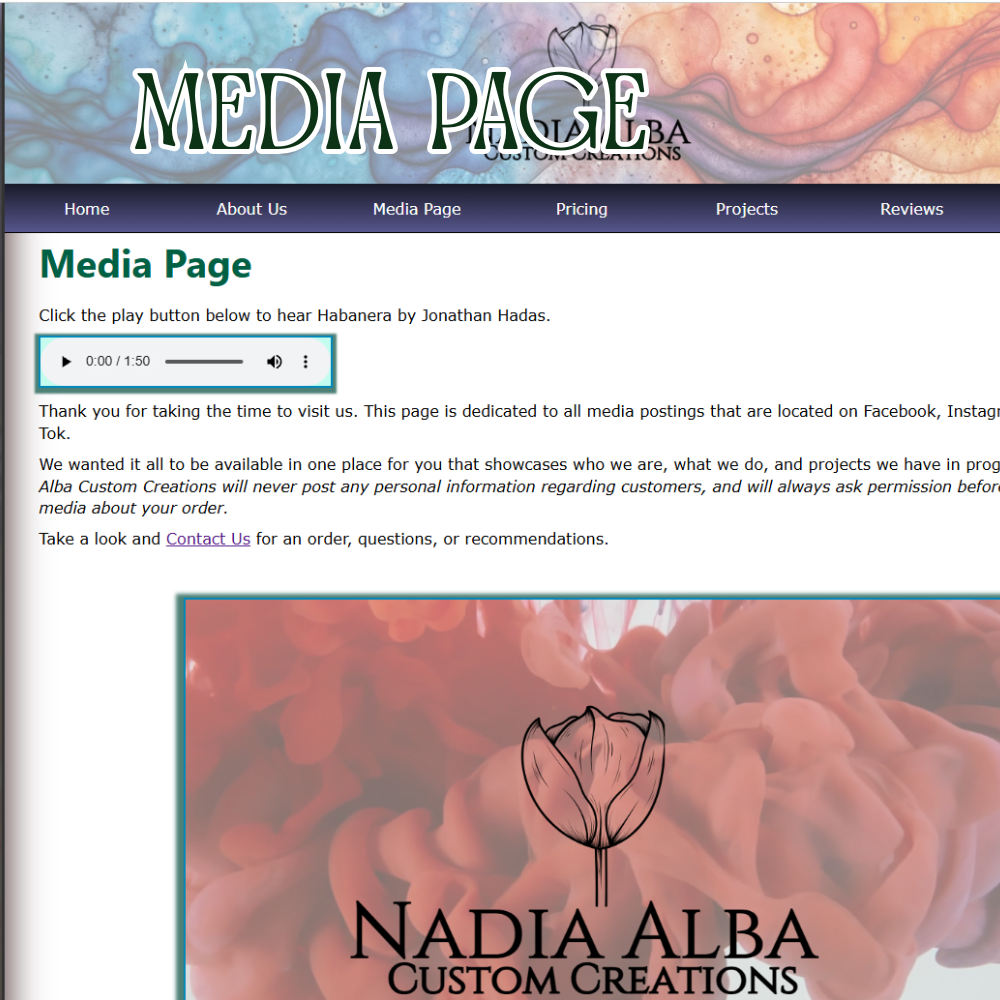 MEDIA PAGE
NADIA ALBA
CUSTOM CREATIONS
Home About Us Media Page Pricing Projects Reviews
Media Page
Click the play button below to hear Habanera by Jonathan Hadas.
0:00 / 1:50
Thank you for taking the time to visit us. This page is dedicated to all media postings that are located on Facebook,
Tok.
We wanted it all to be available in one place for you that showcases who we are, what we do, and projects we have in
Alba Custom Creations will never post any personal information regarding customers, and will always ask permission
media about your order.
Take a look and Contact Us for an order, questions, or recommendations.
NADIA ALBA
CUSTOM CREATIONS